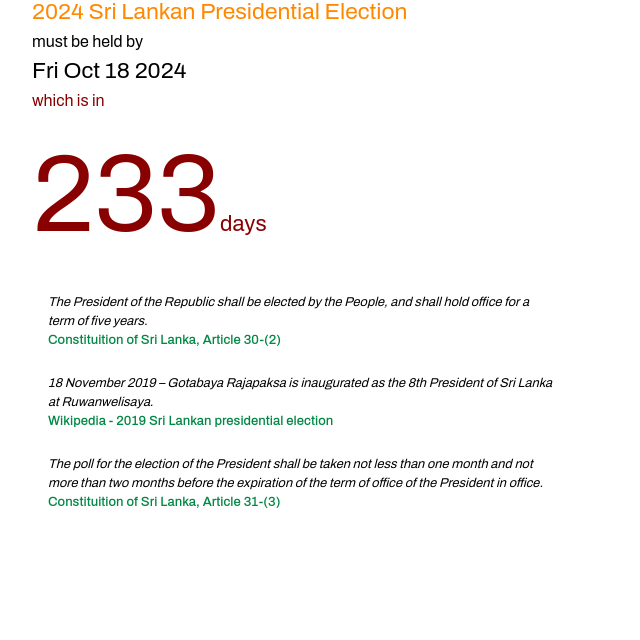 2024 Sri Lankan Presidential Election
must be held by
Fri Oct 18 2024
which is in
233 days
The President of the Republic shall be elected by the People, and shall hold office for a
term of five years.
Constituition of Sri Lanka, Article 30-(2)
18 November 2019 – Gotabaya Rajapaksa is inaugurated as the 8th President of Sri Lanka
at Ruwanwelisaya.
Wikipedia - 2019 Sri Lankan presidential election
The poll for the election of the President shall be taken not less than one month and not
more than two months before the expiration of the term of office of the President in office.
Constituition of Sri Lanka, Article 31-(3)